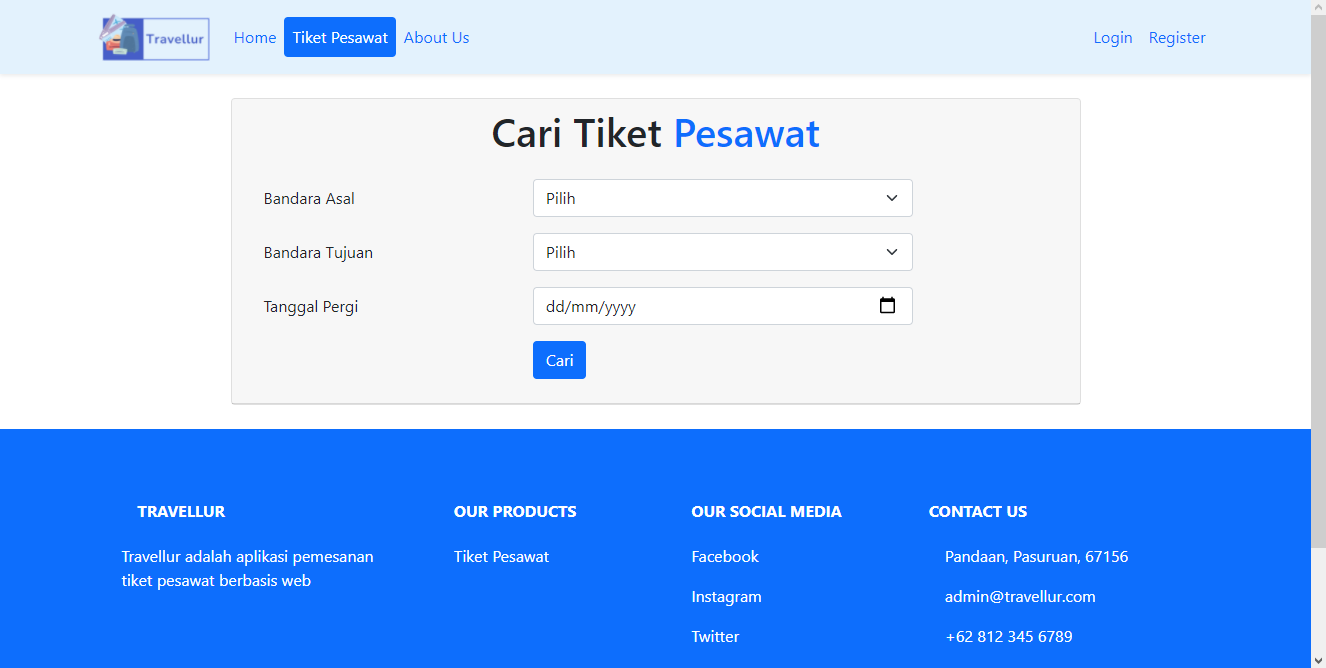 Travellur
Home
Tiket Pesawat
About Us
Login
Register
Cari Tiket Pesawat
Bandara Asal
Pilih
Bandara Tujuan
Pilih
Tanggal Pergi
dd/mm/yyyy
Cari
TRAVELLUR
Travellur adalah aplikasi pemesanan
tiket pesawat berbasis web
OUR PRODUCTS
Tiket Pesawat
OUR SOCIAL MEDIA
Facebook
Instagram
Twitter
CONTACT US
Pandaan, Pasuruan, 67156
admin@travellur.com
+62 812 345 6789